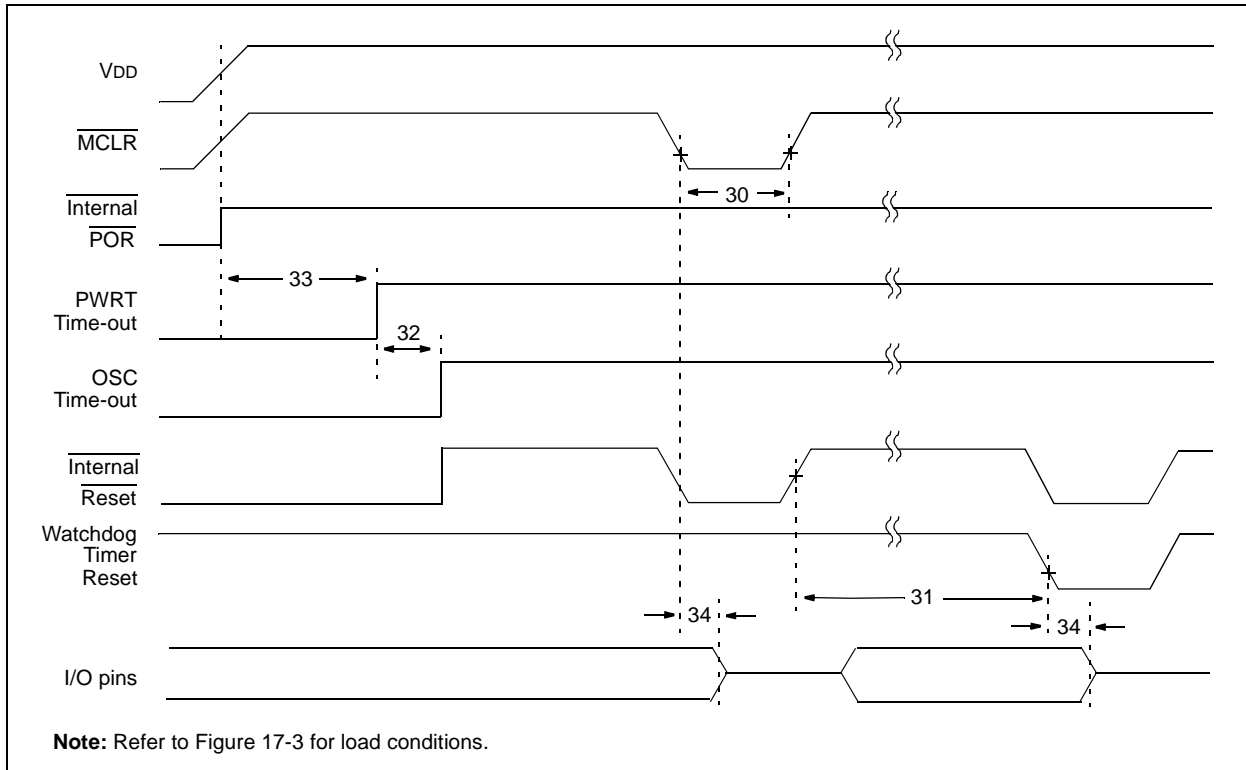 VDD
MCLR
30
Internal
POR
33
PWRT
Time-out
32
OSC
Time-out
Internal
Reset
Watchdog
Timer
Reset
31
34
34
I/O pins
Note: Refer to Figure 17-3 for load conditions.